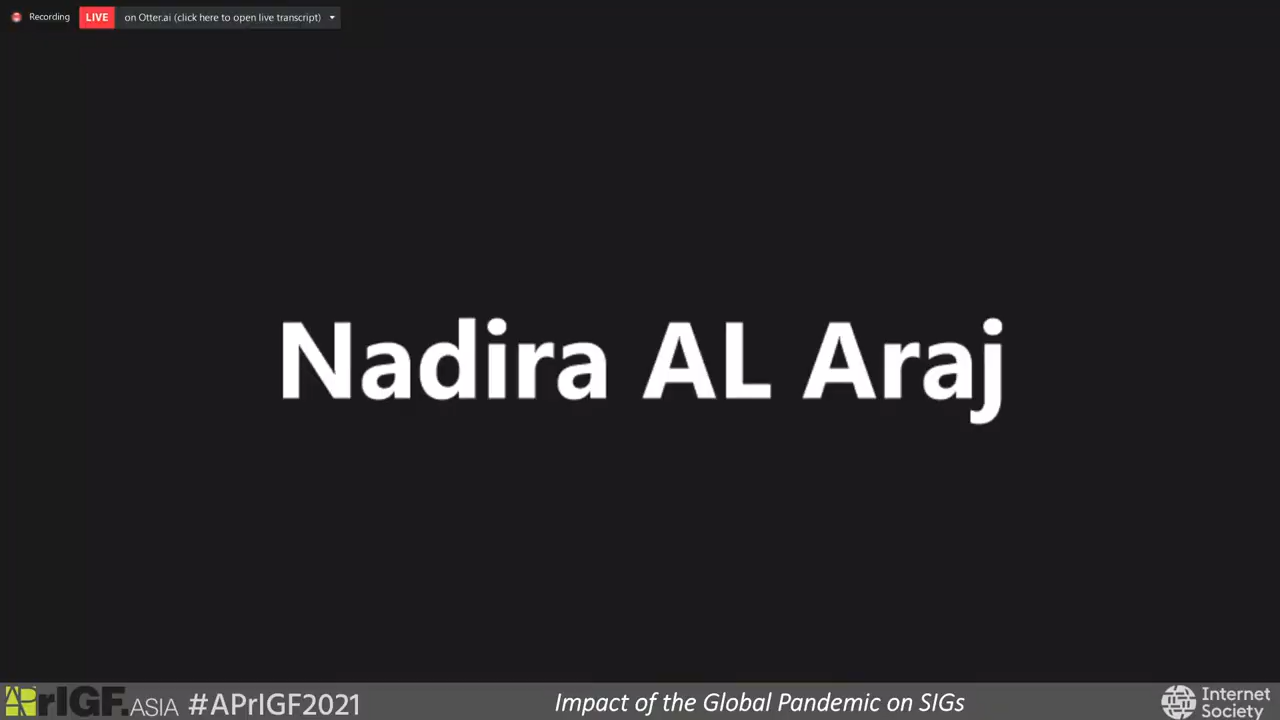 Recording
LIVE on Otter.ai (click here to open live transcript)
Nadira AL Araj
APrIGF.ASIA #APrIGF2021
Impact of the Global Pandemic on SIGs
Internet
Society